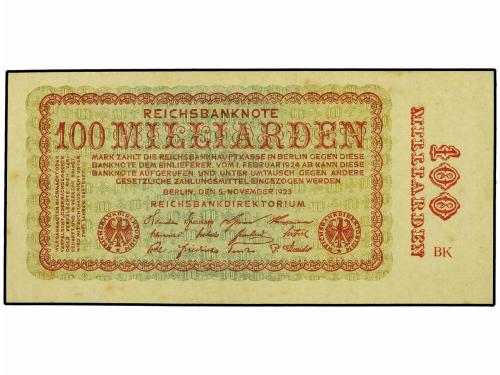 REICHSBANKNOTE
100 MILLIARDEN
MARK ZAHLT DIE REICHSBANKHAUPTKASSE IN BERLIN GEGEN DIESE
BANKNOTE DEM EINLIEFERER. VOM 1. FEBRUAR 1924 AB KANN DIESE
BANKNOTE AUFGERUFEN UND UNTER UMTAUSCH GEGEN ANDERE
GESETZLICHE ZAHLUNGSMITTEL EINGEZOGEN WERDEN
BERLIN, DEN 5. NOVEMBER 1923
REICHSBANKDIREKTORIUM
100
MILLIARDEN
BK